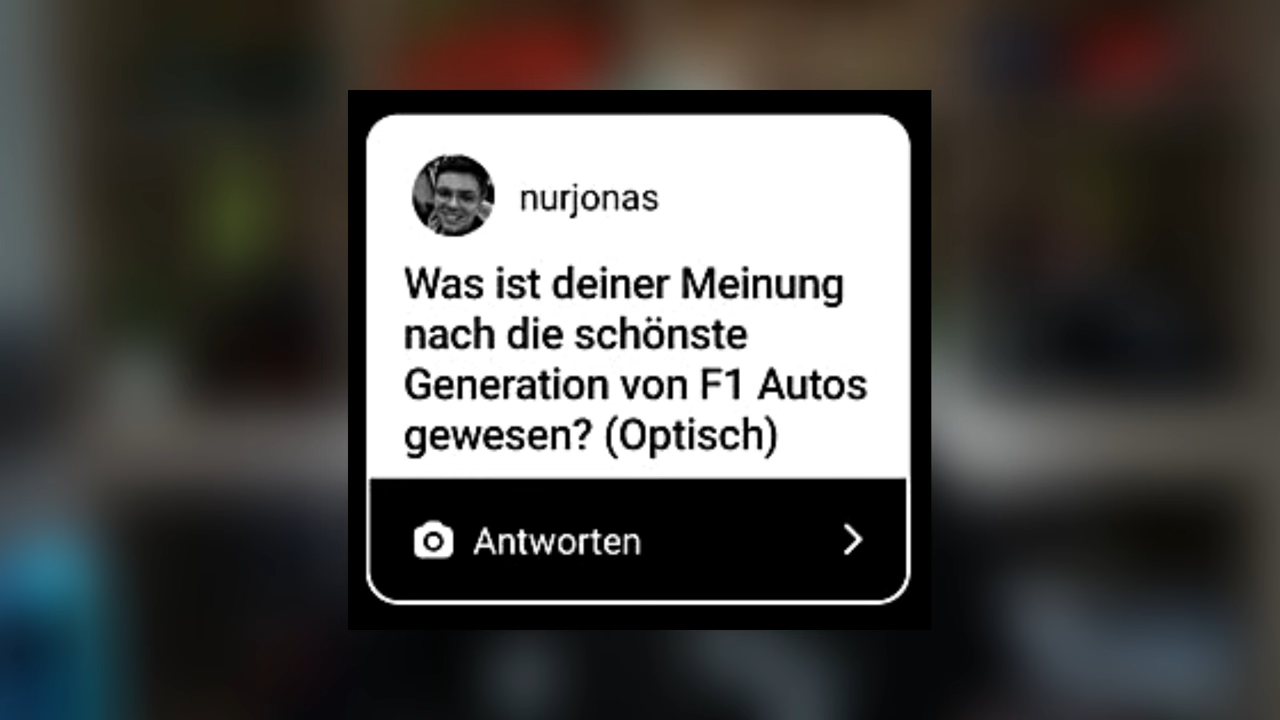 nurjonas
Was ist deiner Meinung
nach die schönste
Generation von F1 Autos
gewesen? (Optisch)
Antworten